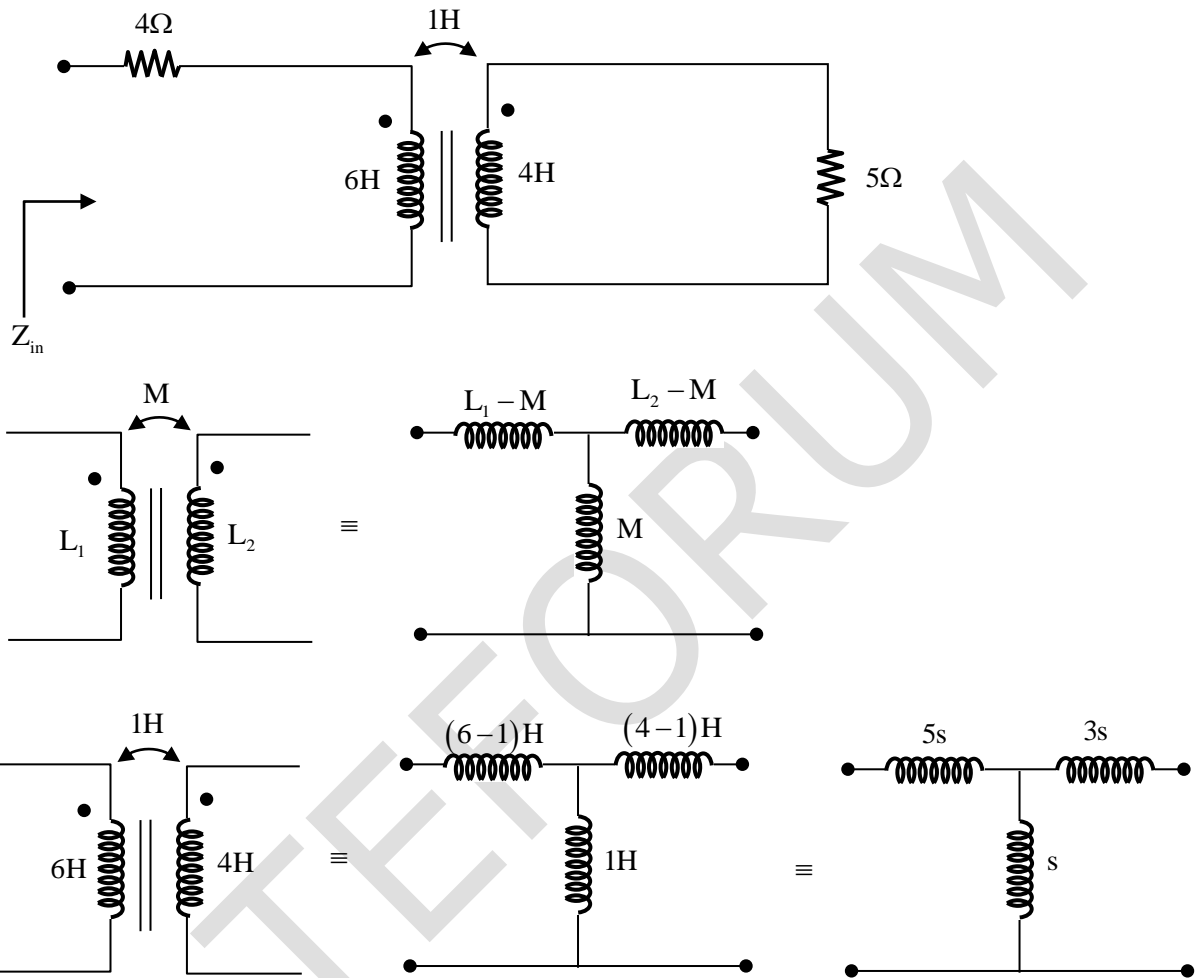 4Ω
1H
6H
4H
5Ω
Z_in
M
L₁
L₂
≡
L₁ − M
L₂ − M
M
1H
6H
4H
≡
(6−1)H
(4−1)H
1H
≡
5s
3s
s
TEFORUM